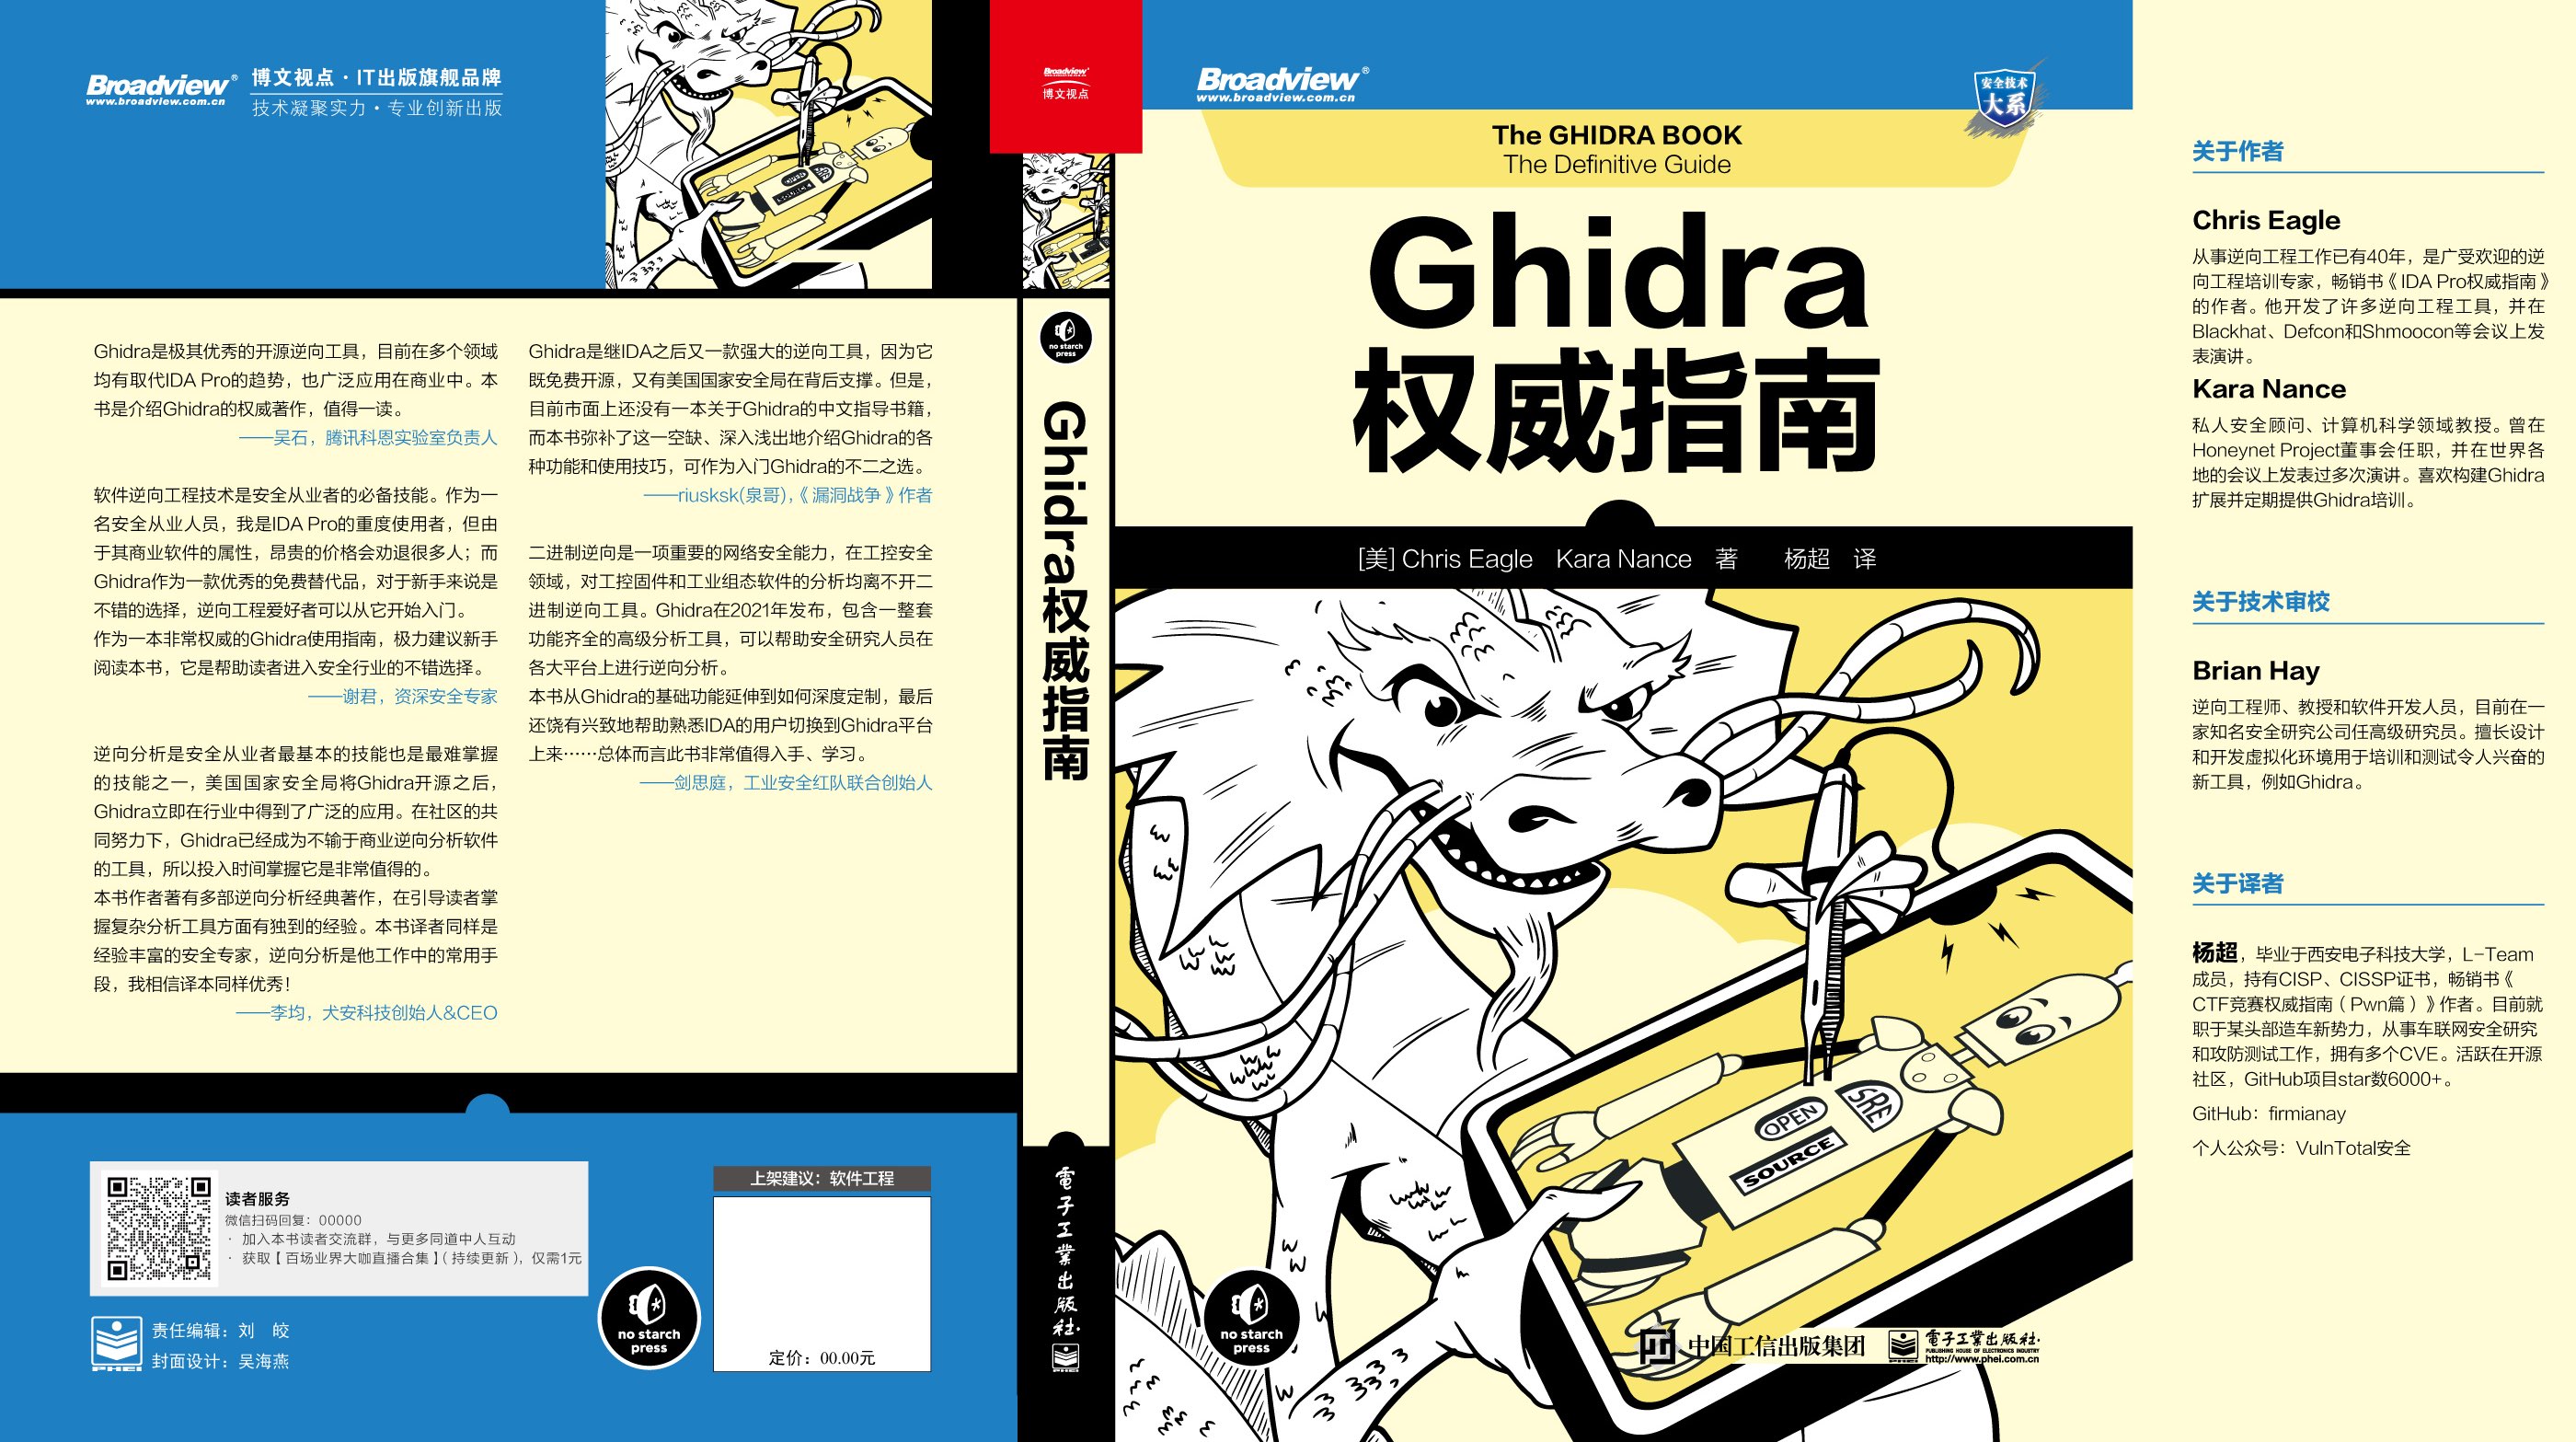 Broadview®
www.broadview.com.cn
博文视点·IT出版旗舰品牌
技术凝聚实力·专业创新出版
Ghidra是极其优秀的开源逆向工具，目前在多个领域
均有取代IDA Pro的趋势，也广泛应用在商业中。本
书是介绍Ghidra的权威著作，值得一读。
——吴石，腾讯科恩实验室负责人
软件逆向工程技术是安全从业者的必备技能。作为一
名安全从业人员，我是IDA Pro的重度使用者，但由
于其商业软件的属性，昂贵的价格会劝退很多人；而
Ghidra作为一款优秀的免费替代品，对于新手来说是
不错的选择，逆向工程爱好者可以从它开始入门。
作为一本非常权威的Ghidra使用指南，极力建议新手
阅读本书，它是帮助读者进入安全行业的不错选择。
——谢君，资深安全专家
逆向分析是安全从业者最基本的技能也是最难掌握
的技能之一，美国国家安全局将Ghidra开源之后，
Ghidra立即在行业中得到了广泛的应用。在社区的共
同努力下，Ghidra已经成为不输于商业逆向分析软件
的工具，所以投入时间掌握它是非常值得的。
本书作者著有多部逆向分析经典著作，在引导读者掌
握复杂分析工具方面有独到的经验。本书译者同样是
经验丰富的安全专家，逆向分析是他工作中的常用手
段，我相信译本同样优秀！
——李均，犬安科技创始人&CEO
Ghidra是继IDA之后又一款强大的逆向工具，因为它
既免费开源，又有美国国家安全局在背后支撑。但是，
目前市面上还没有一本关于Ghidra的中文指导书籍，
而本书弥补了这一空缺、深入浅出地介绍Ghidra的各
种功能和使用技巧，可作为入门Ghidra的不二之选。
——riusksk(泉哥)，《漏洞战争》作者
二进制逆向是一项重要的网络安全能力，在工控安全
领域，对工控固件和工业组态软件的分析均离不开二
进制逆向工具。Ghidra在2021年发布，包含一整套
功能齐全的高级分析工具，可以帮助安全研究人员在
各大平台上进行逆向分析。
本书从Ghidra的基础功能延伸到如何深度定制，最后
还饶有兴致地帮助熟悉IDA的用户切换到Ghidra平台
上来……总体而言此书非常值得入手、学习。
——剑思庭，工业安全红队联合创始人
读者服务
微信扫码回复：00000
· 加入本书读者交流群，与更多同道中人互动
· 获取【百场业界大咖直播合集】（持续更新），仅需1元
PHEI
责任编辑：刘　皎
封面设计：吴海燕
no starch
press
上架建议：软件工程
定价：00.00元
OPEN
SOURCE
SRE
Broadview®
博文视点
no starch
press
Ghidra权威指南
電子工業出版社·
Broadview®
www.broadview.com.cn
安全技术
大系
The GHIDRA BOOK
The Definitive Guide
Ghidra
权威指南
[美] Chris Eagle　Kara Nance　著　　杨超　译
OPEN
SRE
SOURCE
no starch
press
中国工信出版集团
PHEI
電子工業出版社·
PUBLISHING HOUSE OF ELECTRONICS INDUSTRY
http://www.phei.com.cn
关于作者
Chris Eagle
从事逆向工程工作已有40年，是广受欢迎的逆
向工程培训专家，畅销书《IDA Pro权威指南》
的作者。他开发了许多逆向工程工具，并在
Blackhat、Defcon和Shmoocon等会议上发
表演讲。
Kara Nance
私人安全顾问、计算机科学领域教授。曾在
Honeynet Project董事会任职，并在世界各
地的会议上发表过多次演讲。喜欢构建Ghidra
扩展并定期提供Ghidra培训。
关于技术审校
Brian Hay
逆向工程师、教授和软件开发人员，目前在一
家知名安全研究公司任高级研究员。擅长设计
和开发虚拟化环境用于培训和测试令人兴奋的
新工具，例如Ghidra。
关于译者
杨超，毕业于西安电子科技大学，L-Team
成员，持有CISP、CISSP证书，畅销书《
CTF竞赛权威指南（Pwn篇）》作者。目前就
职于某头部造车新势力，从事车联网安全研究
和攻防测试工作，拥有多个CVE。活跃在开源
社区，GitHub项目star数6000+。
GitHub：firmianay
个人公众号：VulnTotal安全